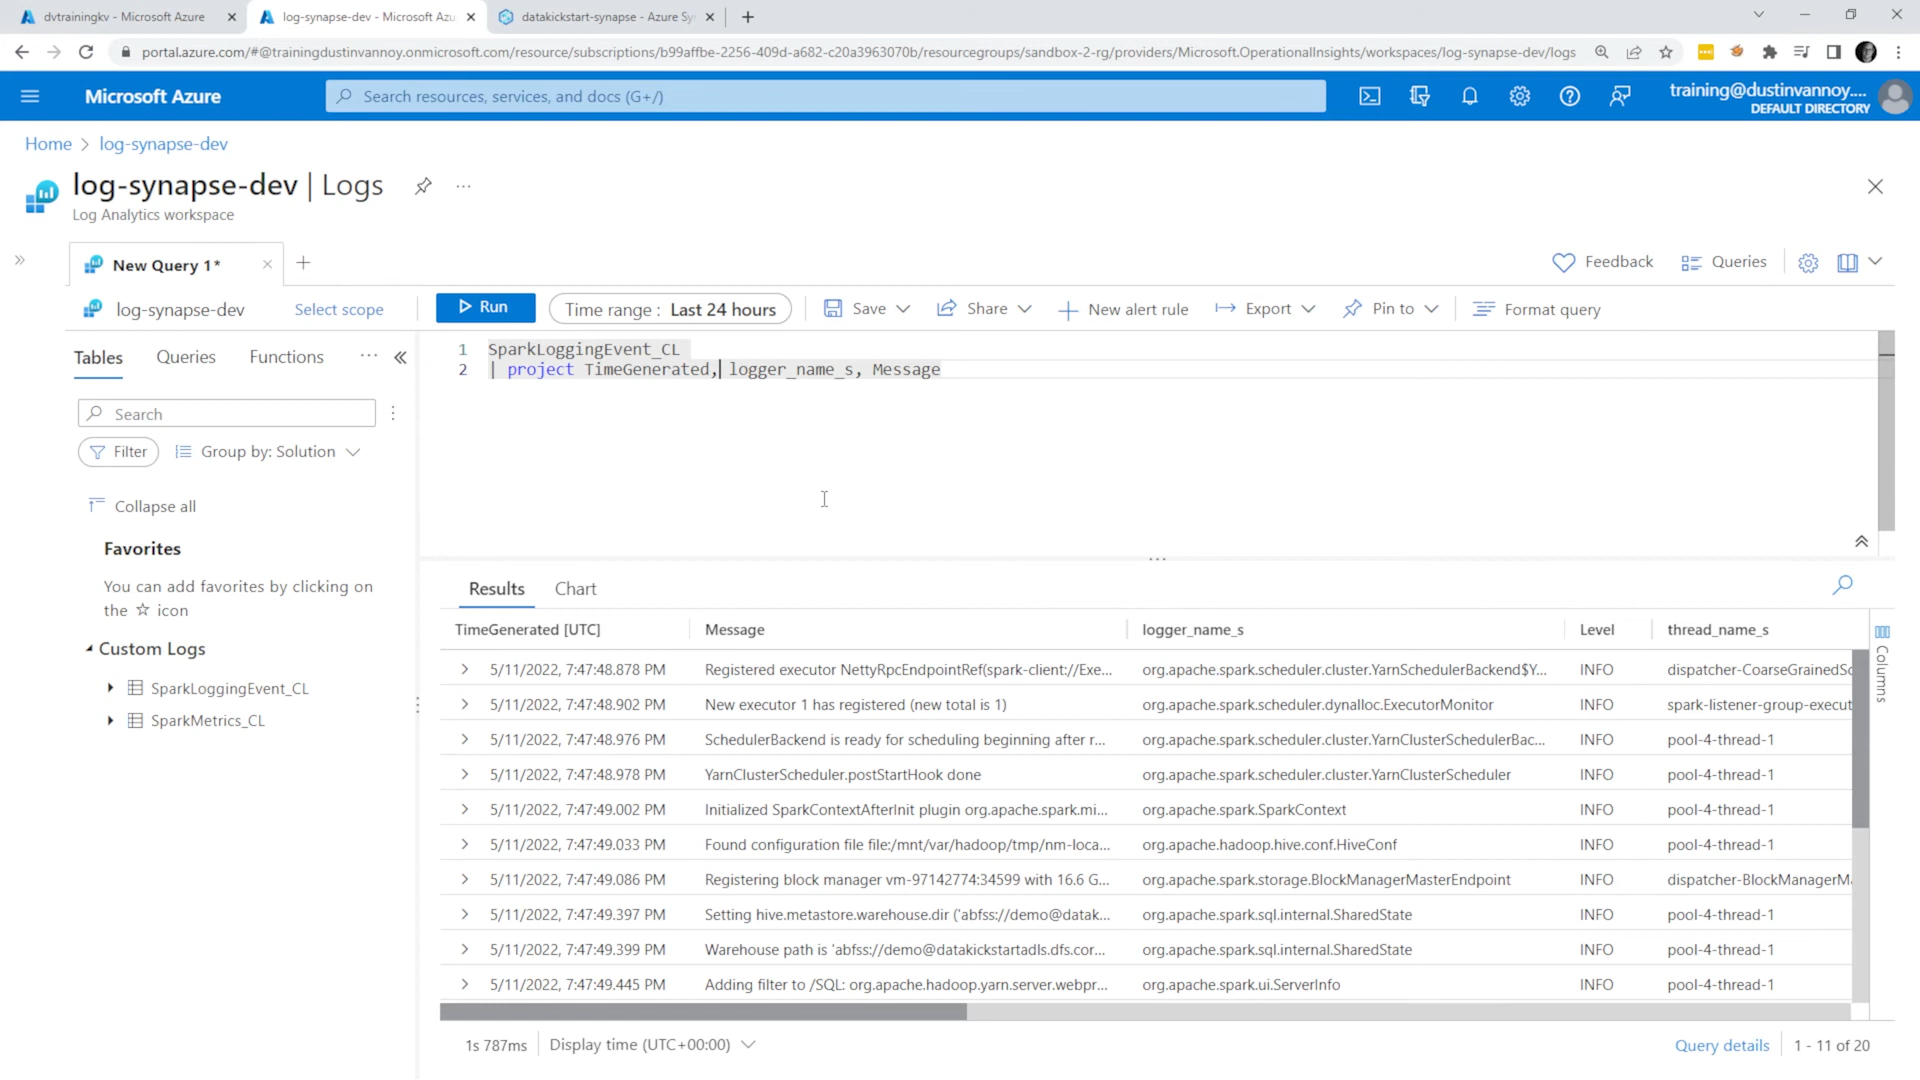 dvtrainingkv - Microsoft Azure
log-synapse-dev - Microsoft Azu
datakickstart-synapse - Azure Sy
portal.azure.com/#@trainingdustinvannoy.onmicrosoft.com/resource/subscriptions/b99affbe-2256-409d-a682-c20a3963070b/resourcegroups/sandbox-2-rg/providers/Microsoft.OperationalInsights/workspaces/log-synapse-dev/logs
Microsoft Azure
Search resources, services, and docs (G+/)
training@dustinvannoy....
DEFAULT DIRECTORY
Home > log-synapse-dev
log-synapse-dev | Logs
Log Analytics workspace
New Query 1*
Feedback
Queries
log-synapse-dev
Select scope
Run
Time range : Last 24 hours
Save
Share
New alert rule
Export
Pin to
Format query
Tables
Queries
Functions
Search
Filter
Group by: Solution
Collapse all
Favorites
You can add favorites by clicking on
the ☆ icon
Custom Logs
SparkLoggingEvent_CL
SparkMetrics_CL
1 SparkLoggingEvent_CL
2 | project TimeGenerated, logger_name_s, Message
Results
Chart
TimeGenerated [UTC] Message logger_name_s Level thread_name_s
5/11/2022, 7:47:48.878 PM Registered executor NettyRpcEndpointRef(spark-client://Exe... org.apache.spark.scheduler.cluster.YarnSchedulerBackend$Y... INFO dispatcher-CoarseGrainedSc
5/11/2022, 7:47:48.902 PM New executor 1 has registered (new total is 1) org.apache.spark.scheduler.dynalloc.ExecutorMonitor INFO spark-listener-group-execut
5/11/2022, 7:47:48.976 PM SchedulerBackend is ready for scheduling beginning after r... org.apache.spark.scheduler.cluster.YarnClusterSchedulerBac... INFO pool-4-thread-1
5/11/2022, 7:47:48.978 PM YarnClusterScheduler.postStartHook done org.apache.spark.scheduler.cluster.YarnClusterScheduler INFO pool-4-thread-1
5/11/2022, 7:47:49.002 PM Initialized SparkContextAfterInit plugin org.apache.spark.mi... org.apache.spark.SparkContext INFO pool-4-thread-1
5/11/2022, 7:47:49.033 PM Found configuration file file:/mnt/var/hadoop/tmp/nm-loca... org.apache.hadoop.hive.conf.HiveConf INFO pool-4-thread-1
5/11/2022, 7:47:49.086 PM Registering block manager vm-97142774:34599 with 16.6 G... org.apache.spark.storage.BlockManagerMasterEndpoint INFO dispatcher-BlockManagerM
5/11/2022, 7:47:49.397 PM Setting hive.metastore.warehouse.dir ('abfss://demo@datak... org.apache.spark.sql.internal.SharedState INFO pool-4-thread-1
5/11/2022, 7:47:49.399 PM Warehouse path is 'abfss://demo@datakickstartadls.dfs.cor... org.apache.spark.sql.internal.SharedState INFO pool-4-thread-1
5/11/2022, 7:47:49.445 PM Adding filter to /SQL: org.apache.hadoop.yarn.server.webpr... org.apache.spark.ui.ServerInfo INFO pool-4-thread-1
Columns
1s 787ms
Display time (UTC+00:00)
Query details
1 - 11 of 20